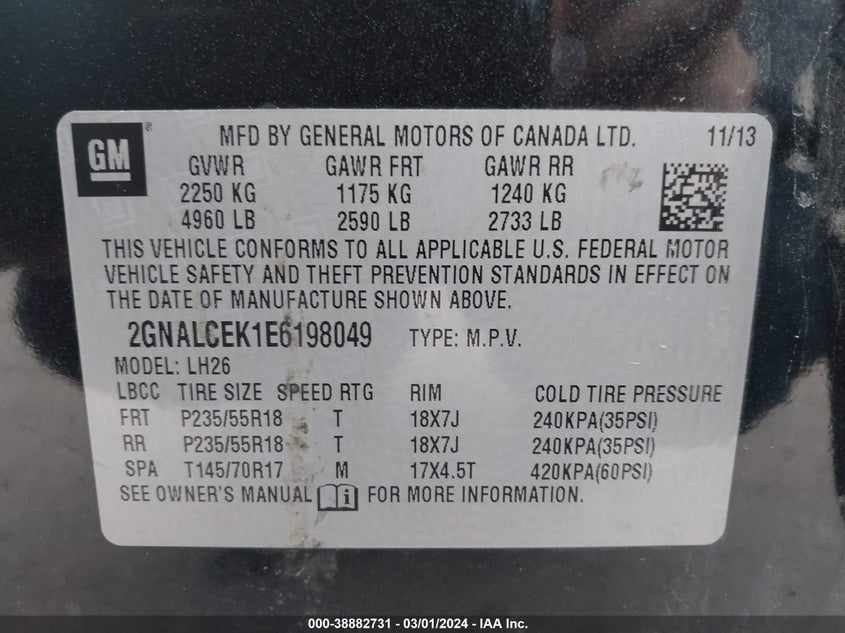 GM ® MFD BY GENERAL MOTORS OF CANADA LTD. 11/13
GVWR GAWR FRT GAWR RR
2250 KG 1175 KG 1240 KG
4960 LB 2590 LB 2733 LB
THIS VEHICLE CONFORMS TO ALL APPLICABLE U.S. FEDERAL MOTOR
VEHICLE SAFETY AND THEFT PREVENTION STANDARDS IN EFFECT ON
THE DATE OF MANUFACTURE SHOWN ABOVE.
2GNALCEK1E6198049 TYPE: M.P.V.
MODEL: LH26
LBCC TIRE SIZE SPEED RTG RIM COLD TIRE PRESSURE
FRT P235/55R18 T 18X7J 240KPA(35PSI)
RR P235/55R18 T 18X7J 240KPA(35PSI)
SPA T145/70R17 M 17X4.5T 420KPA(60PSI)
SEE OWNER'S MANUAL i FOR MORE INFORMATION.
000-38882731 - 03/01/2024 - IAA Inc.